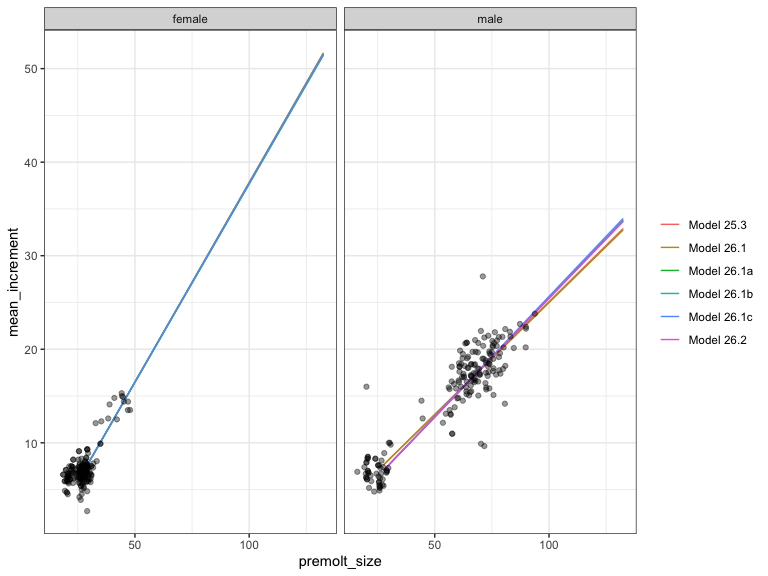 female
male
50
40
30
20
10
mean_increment
50
100
50
100
premolt_size
Model 25.3
Model 26.1
Model 26.1a
Model 26.1b
Model 26.1c
Model 26.2